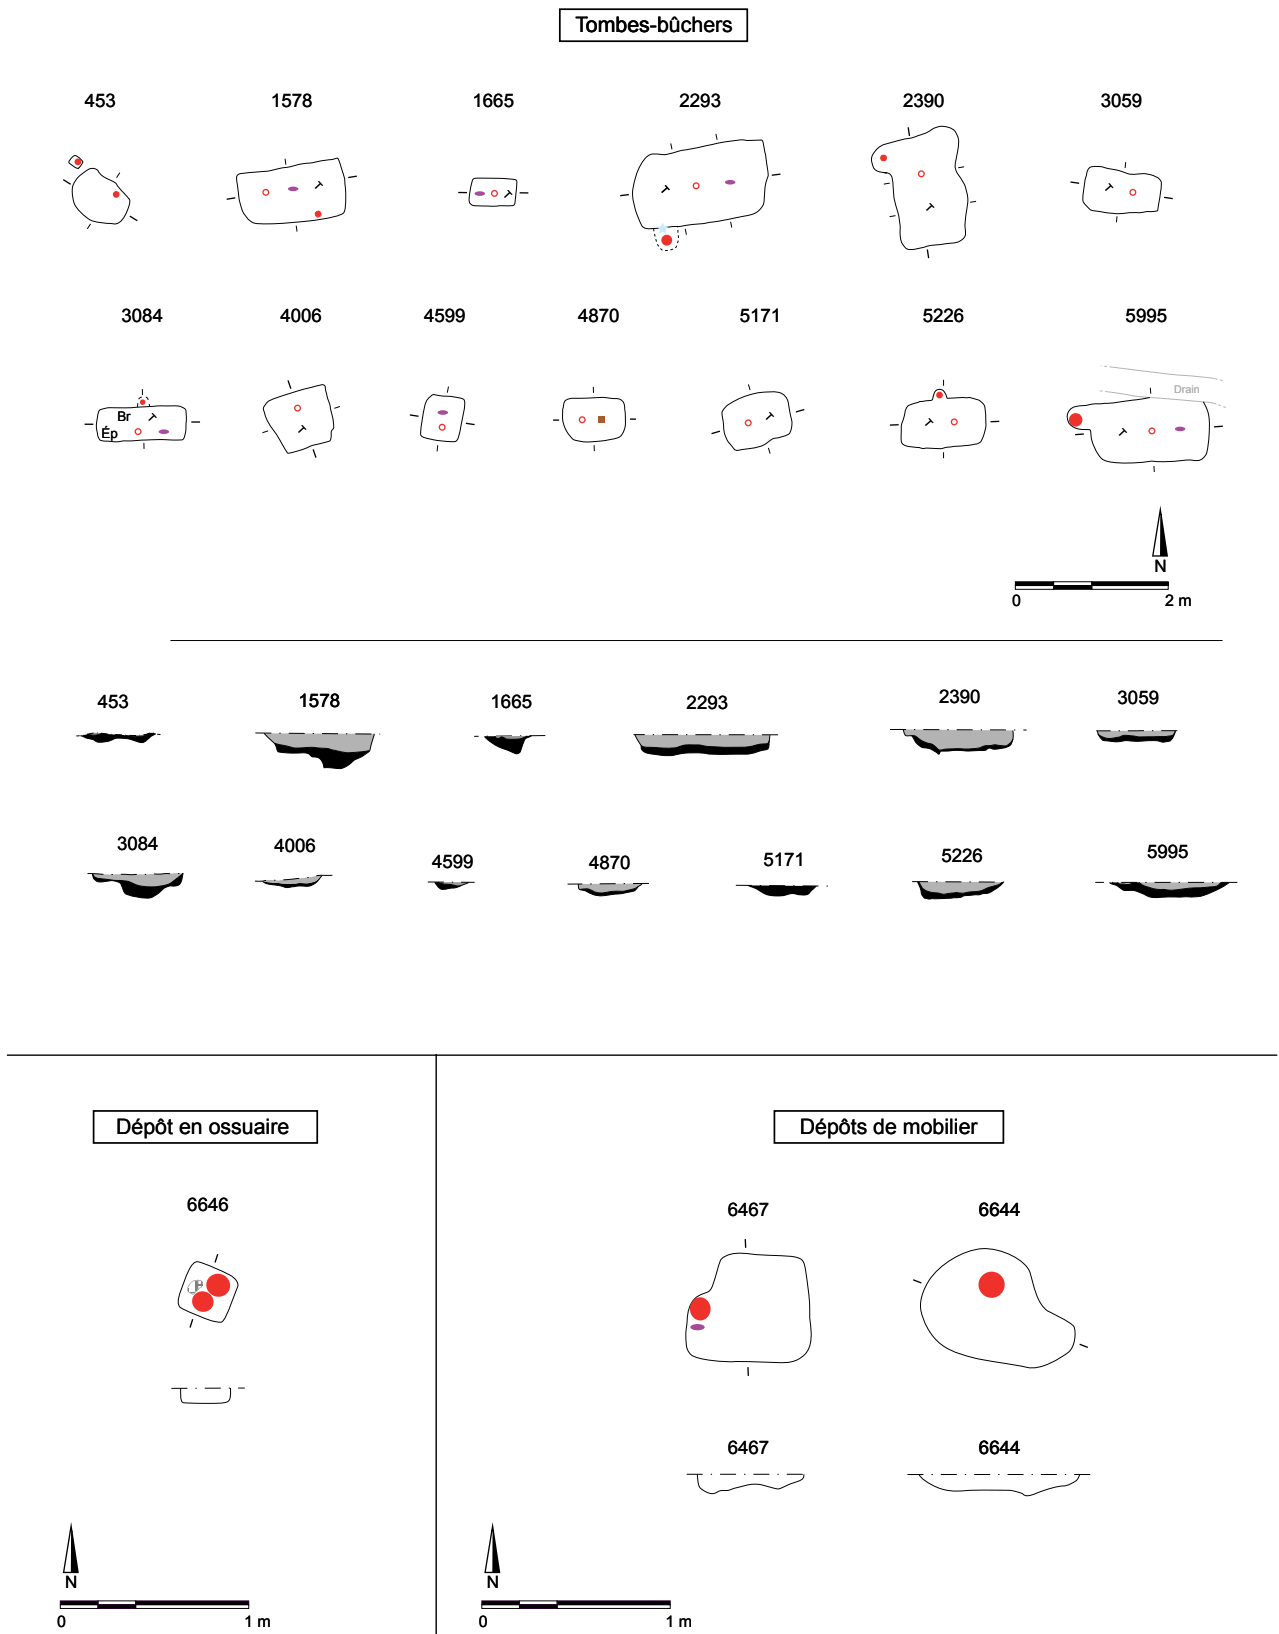 Tombes-bûchers
453 1578 1665 2293 2390 3059
3084 4006 4599 4870 5171 5226 5995
Drain
Br
Ép
N
0 2 m
453 1578 1665 2293 2390 3059
3084 4006 4599 4870 5171 5226 5995
Dépôt en ossuaire
6646
N
0 1 m
Dépôts de mobilier
6467 6644
6467 6644
N
0 1 m